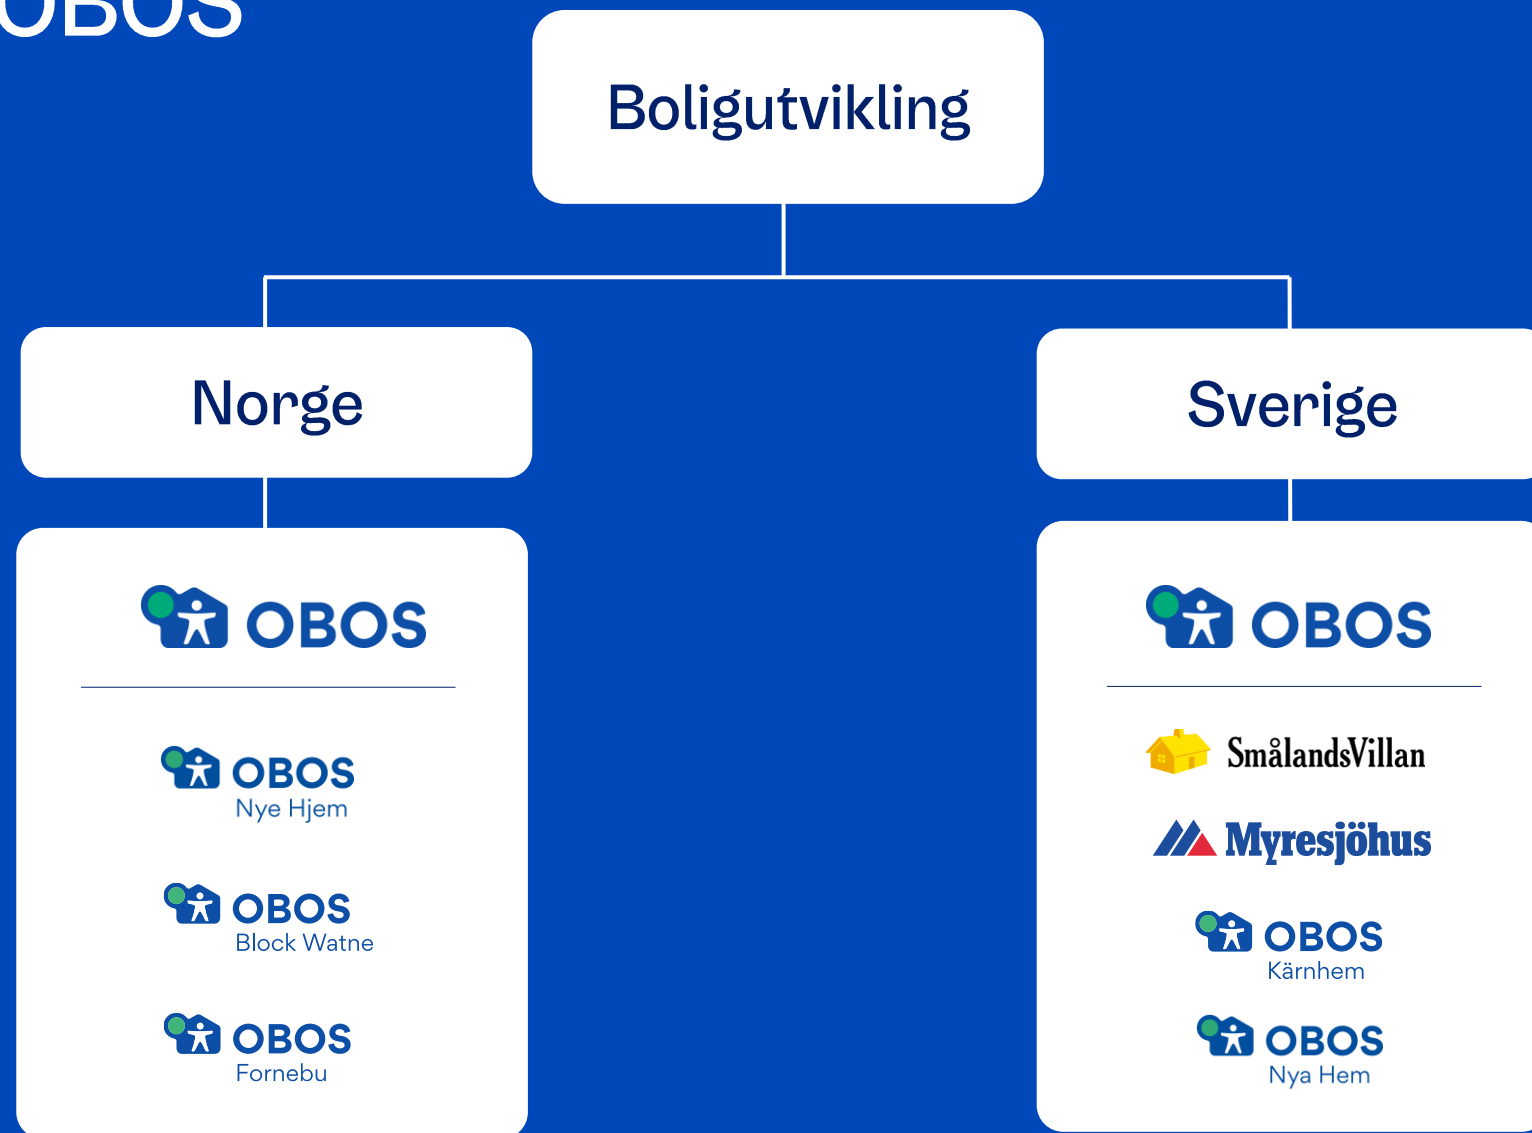 OBOS
Boligutvikling
Norge
OBOS
OBOS
Nye Hjem
OBOS
Block Watne
OBOS
Fornebu
Sverige
OBOS
SmålandsVillan
Myresjöhus
OBOS
Kärnhem
OBOS
Nya Hem